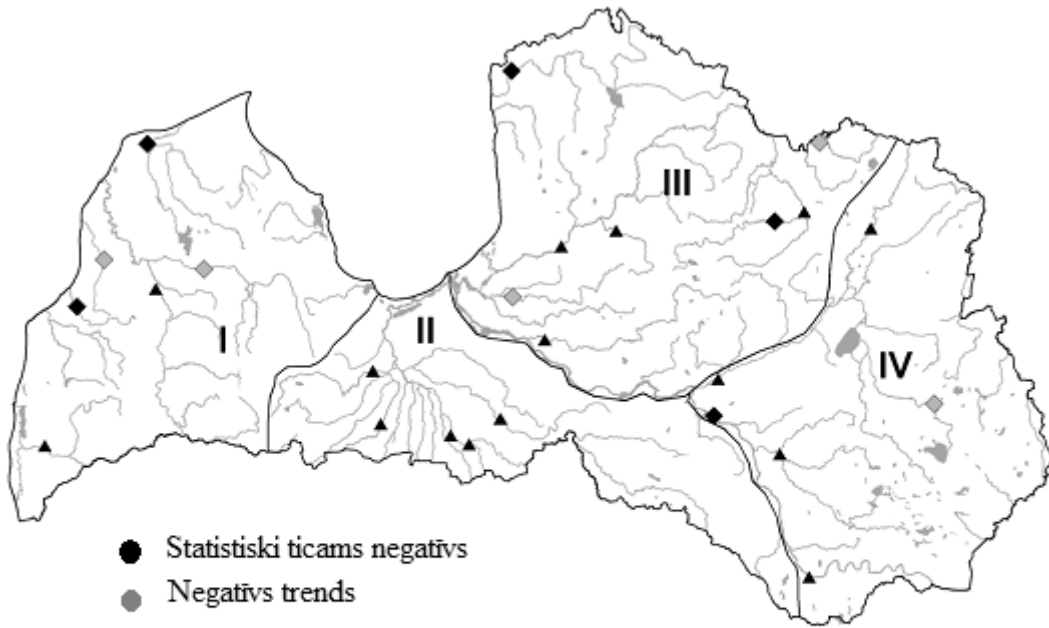 III
II
I
IV
Statistiski ticams negatīvs
Negatīvs trends